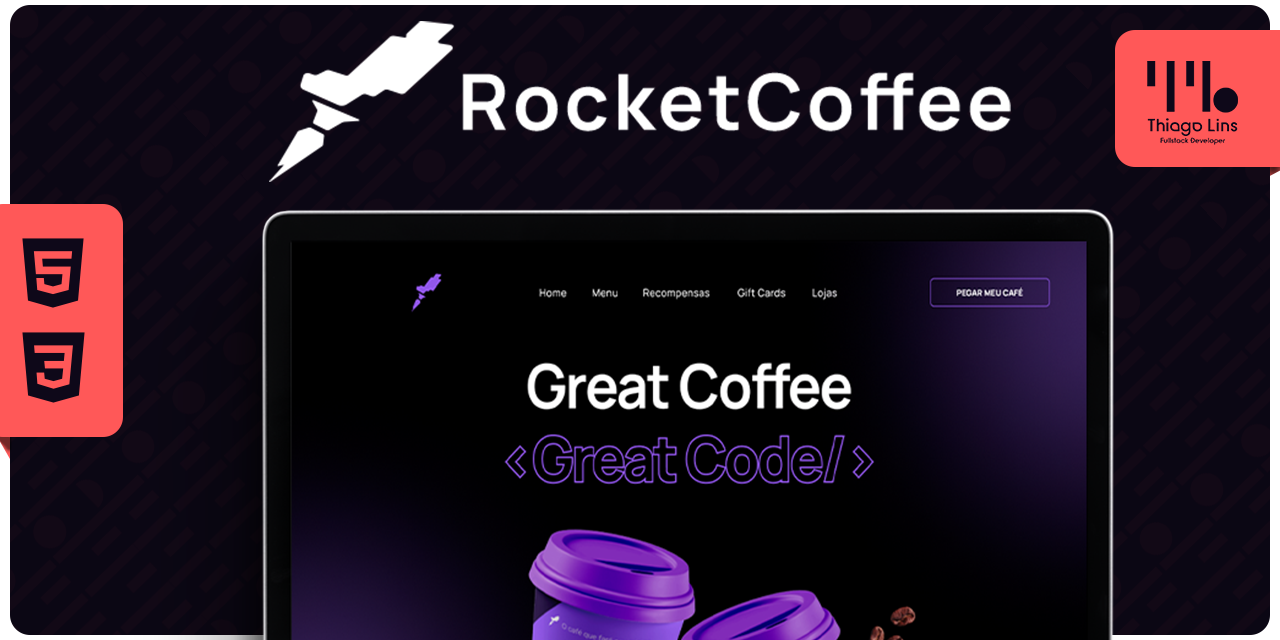 RocketCoffee
Thiago Lins
Fullstack Developer
5
3
Home Menu Recompensas Gift Cards Lojas PEGAR MEU CAFÉ
Great Coffee
<Great Code/>
O café que